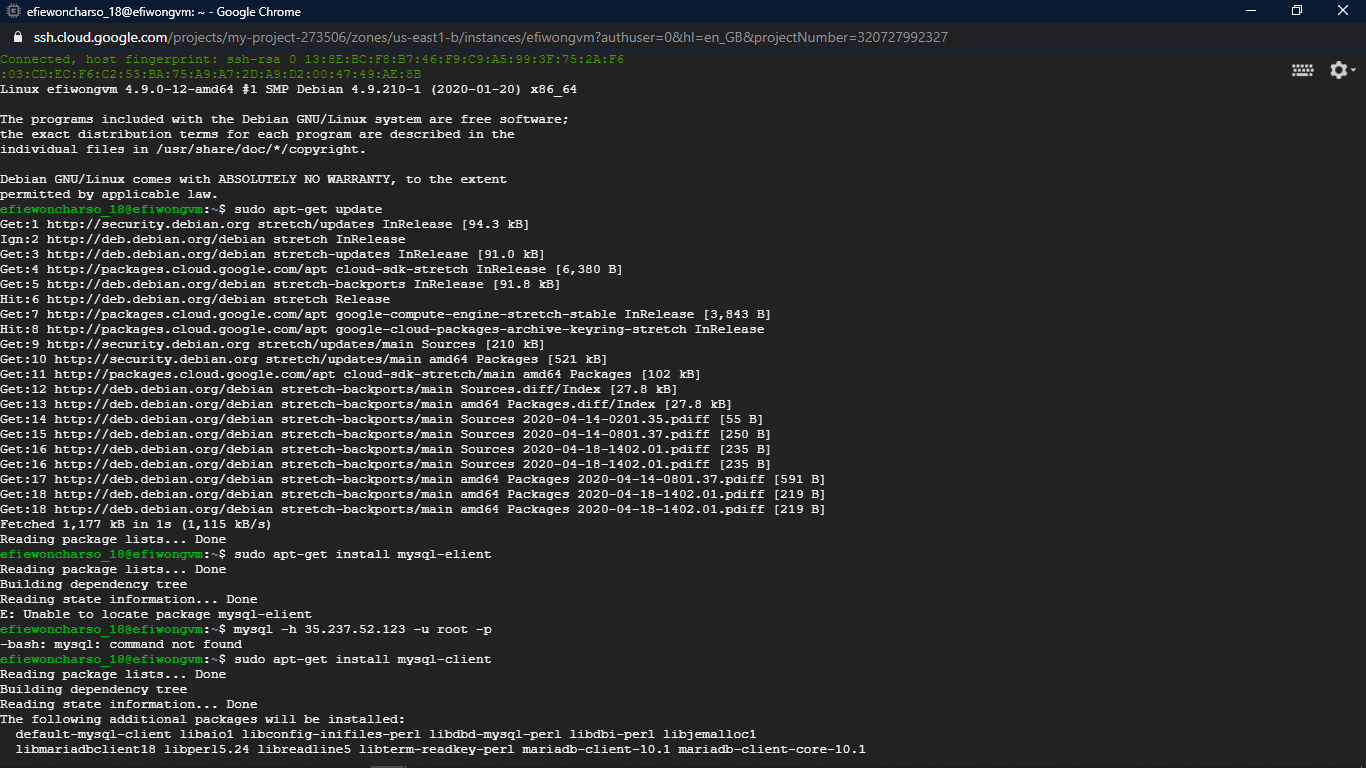 efiewoncharso_18@efiwongvm: ~ - Google Chrome
ssh.cloud.google.com/projects/my-project-273506/zones/us-east1-b/instances/efiwongvm?authuser=0&hl=en_GB&projectNumber=320727992327
Connected, host fingerprint: ssh-rsa 0 13:8E:BC:F8:B7:46:F9:C9:A5:99:3F:75:2A:F6
:03:CD:EC:F6:C2:53:BA:75:A9:A7:2D:A9:D2:00:47:49:AE:8B
Linux efiwongvm 4.9.0-12-amd64 #1 SMP Debian 4.9.210-1 (2020-01-20) x86_64
The programs included with the Debian GNU/Linux system are free software;
the exact distribution terms for each program are described in the
individual files in /usr/share/doc/*/copyright.
Debian GNU/Linux comes with ABSOLUTELY NO WARRANTY, to the extent
permitted by applicable law.
efiewoncharso_18@efiwongvm:~$ sudo apt-get update
Get:1 http://security.debian.org stretch/updates InRelease [94.3 kB]
Ign:2 http://deb.debian.org/debian stretch InRelease
Get:3 http://deb.debian.org/debian stretch-updates InRelease [91.0 kB]
Get:4 http://packages.cloud.google.com/apt cloud-sdk-stretch InRelease [6,380 B]
Get:5 http://deb.debian.org/debian stretch-backports InRelease [91.8 kB]
Hit:6 http://deb.debian.org/debian stretch Release
Get:7 http://packages.cloud.google.com/apt google-compute-engine-stretch-stable InRelease [3,843 B]
Hit:8 http://packages.cloud.google.com/apt google-cloud-packages-archive-keyring-stretch InRelease
Get:9 http://security.debian.org stretch/updates/main Sources [210 kB]
Get:10 http://security.debian.org stretch/updates/main amd64 Packages [521 kB]
Get:11 http://packages.cloud.google.com/apt cloud-sdk-stretch/main amd64 Packages [102 kB]
Get:12 http://deb.debian.org/debian stretch-backports/main Sources.diff/Index [27.8 kB]
Get:13 http://deb.debian.org/debian stretch-backports/main amd64 Packages.diff/Index [27.8 kB]
Get:14 http://deb.debian.org/debian stretch-backports/main Sources 2020-04-14-0201.35.pdiff [55 B]
Get:15 http://deb.debian.org/debian stretch-backports/main Sources 2020-04-14-0801.37.pdiff [250 B]
Get:16 http://deb.debian.org/debian stretch-backports/main Sources 2020-04-18-1402.01.pdiff [235 B]
Get:16 http://deb.debian.org/debian stretch-backports/main Sources 2020-04-18-1402.01.pdiff [235 B]
Get:17 http://deb.debian.org/debian stretch-backports/main amd64 Packages 2020-04-14-0801.37.pdiff [591 B]
Get:18 http://deb.debian.org/debian stretch-backports/main amd64 Packages 2020-04-18-1402.01.pdiff [219 B]
Get:18 http://deb.debian.org/debian stretch-backports/main amd64 Packages 2020-04-18-1402.01.pdiff [219 B]
Fetched 1,177 kB in 1s (1,115 kB/s)
Reading package lists... Done
efiewoncharso_18@efiwongvm:~$ sudo apt-get install mysql-elient
Reading package lists... Done
Building dependency tree
Reading state information... Done
E: Unable to locate package mysql-elient
efiewoncharso_18@efiwongvm:~$ mysql -h 35.237.52.123 -u root -p
-bash: mysql: command not found
efiewoncharso_18@efiwongvm:~$ sudo apt-get install mysql-client
Reading package lists... Done
Building dependency tree
Reading state information... Done
The following additional packages will be installed:
default-mysql-client libaio1 libconfig-inifiles-perl libdbd-mysql-perl libdbi-perl libjemalloc1
libmariadbclient18 libperl5.24 libreadline5 libterm-readkey-perl mariadb-client-10.1 mariadb-client-core-10.1